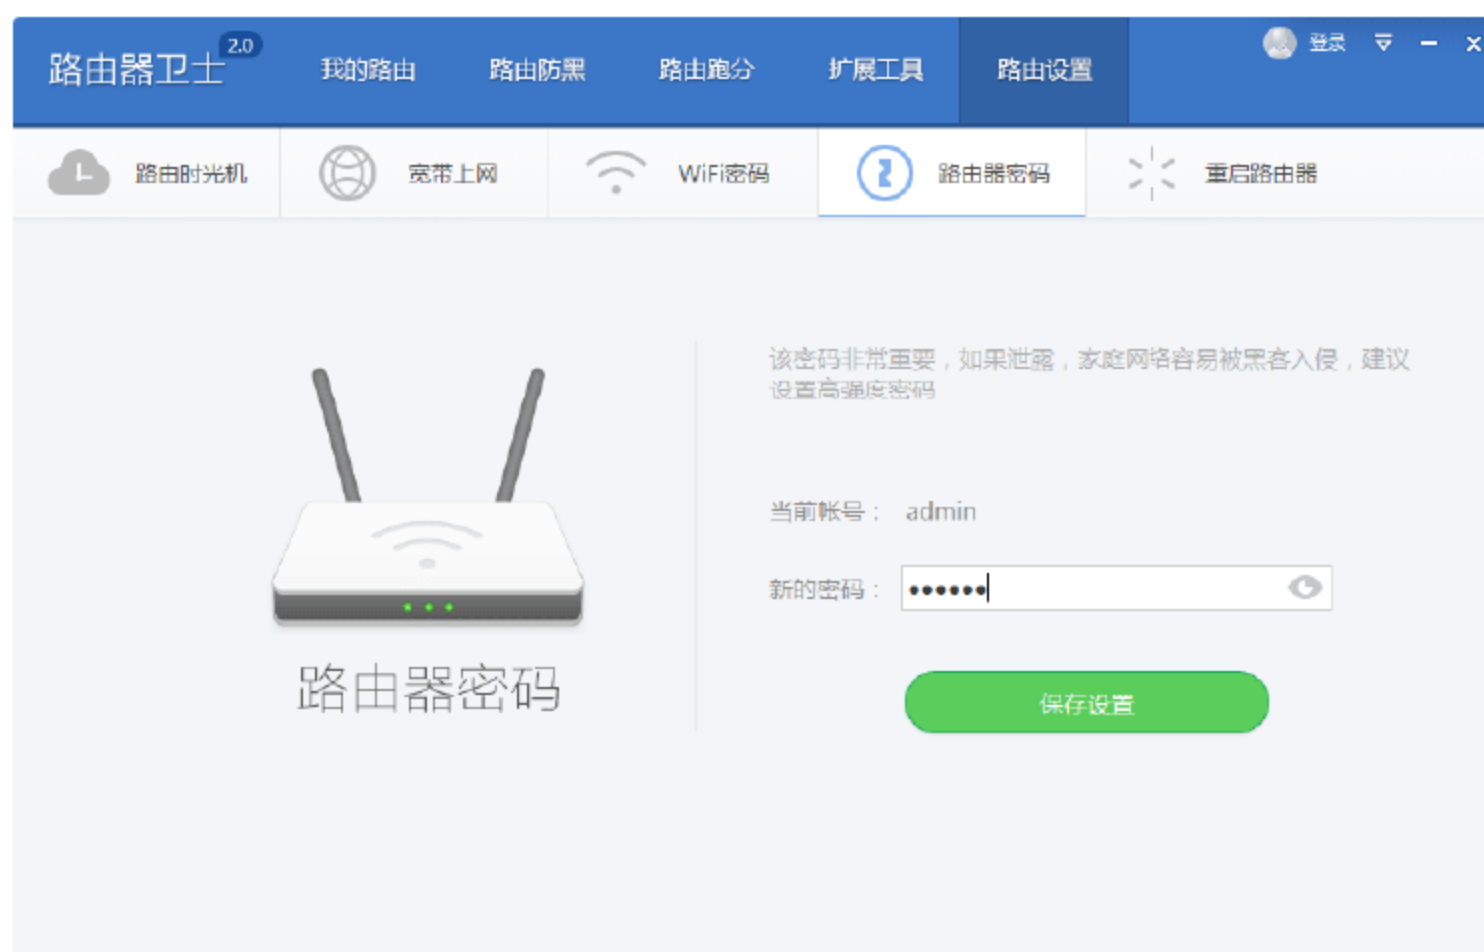 路由器卫士 2.0
我的路由 路由防黑 路由跑分 扩展工具 路由设置 登录
路由时光机 宽带上网 WiFi密码 路由器密码 重启路由器
该密码非常重要，如果泄露，家庭网络容易被黑客入侵，建议
设置高强度密码
当前帐号： admin
新的密码： ••••••
保存设置
路由器密码